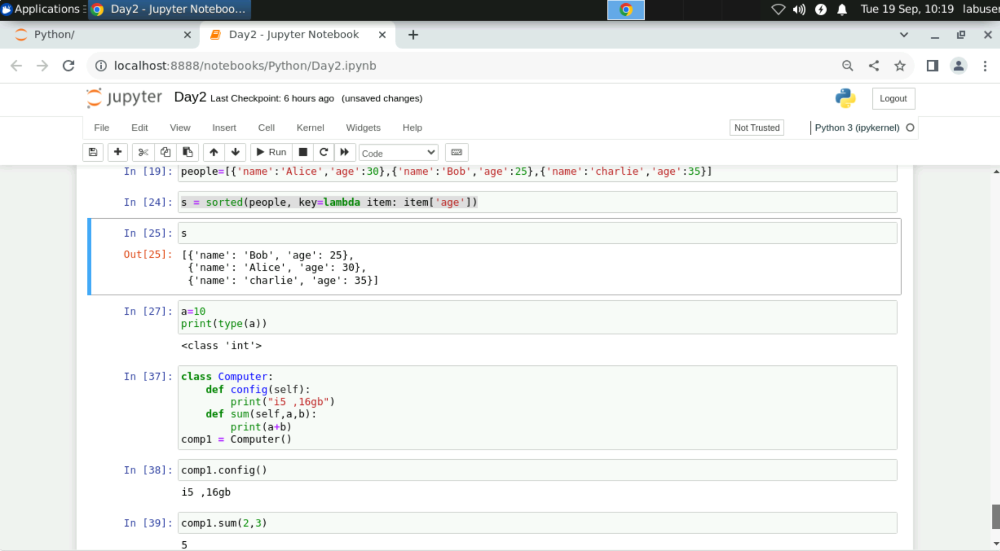 Applications Day2 - Jupyter Noteboo... Tue 19 Sep, 10:19 labuser
Python/ Day2 - Jupyter Notebook
localhost:8888/notebooks/Python/Day2.ipynb
jupyter Day2 Last Checkpoint: 6 hours ago (unsaved changes) Logout
File Edit View Insert Cell Kernel Widgets Help Not Trusted Python 3 (ipykernel)
Run Code
In [19]: people=[{'name':'Alice','age':30},{'name':'Bob','age':25},{'name':'charlie','age':35}]
In [24]: s = sorted(people, key=lambda item: item['age'])
In [25]: s
Out[25]: [{'name': 'Bob', 'age': 25},
{'name': 'Alice', 'age': 30},
{'name': 'charlie', 'age': 35}]
In [27]: a=10
print(type(a))
<class 'int'>
In [37]: class Computer:
def config(self):
print("i5 ,16gb")
def sum(self,a,b):
print(a+b)
comp1 = Computer()
In [38]: comp1.config()
i5 ,16gb
In [39]: comp1.sum(2,3)
5